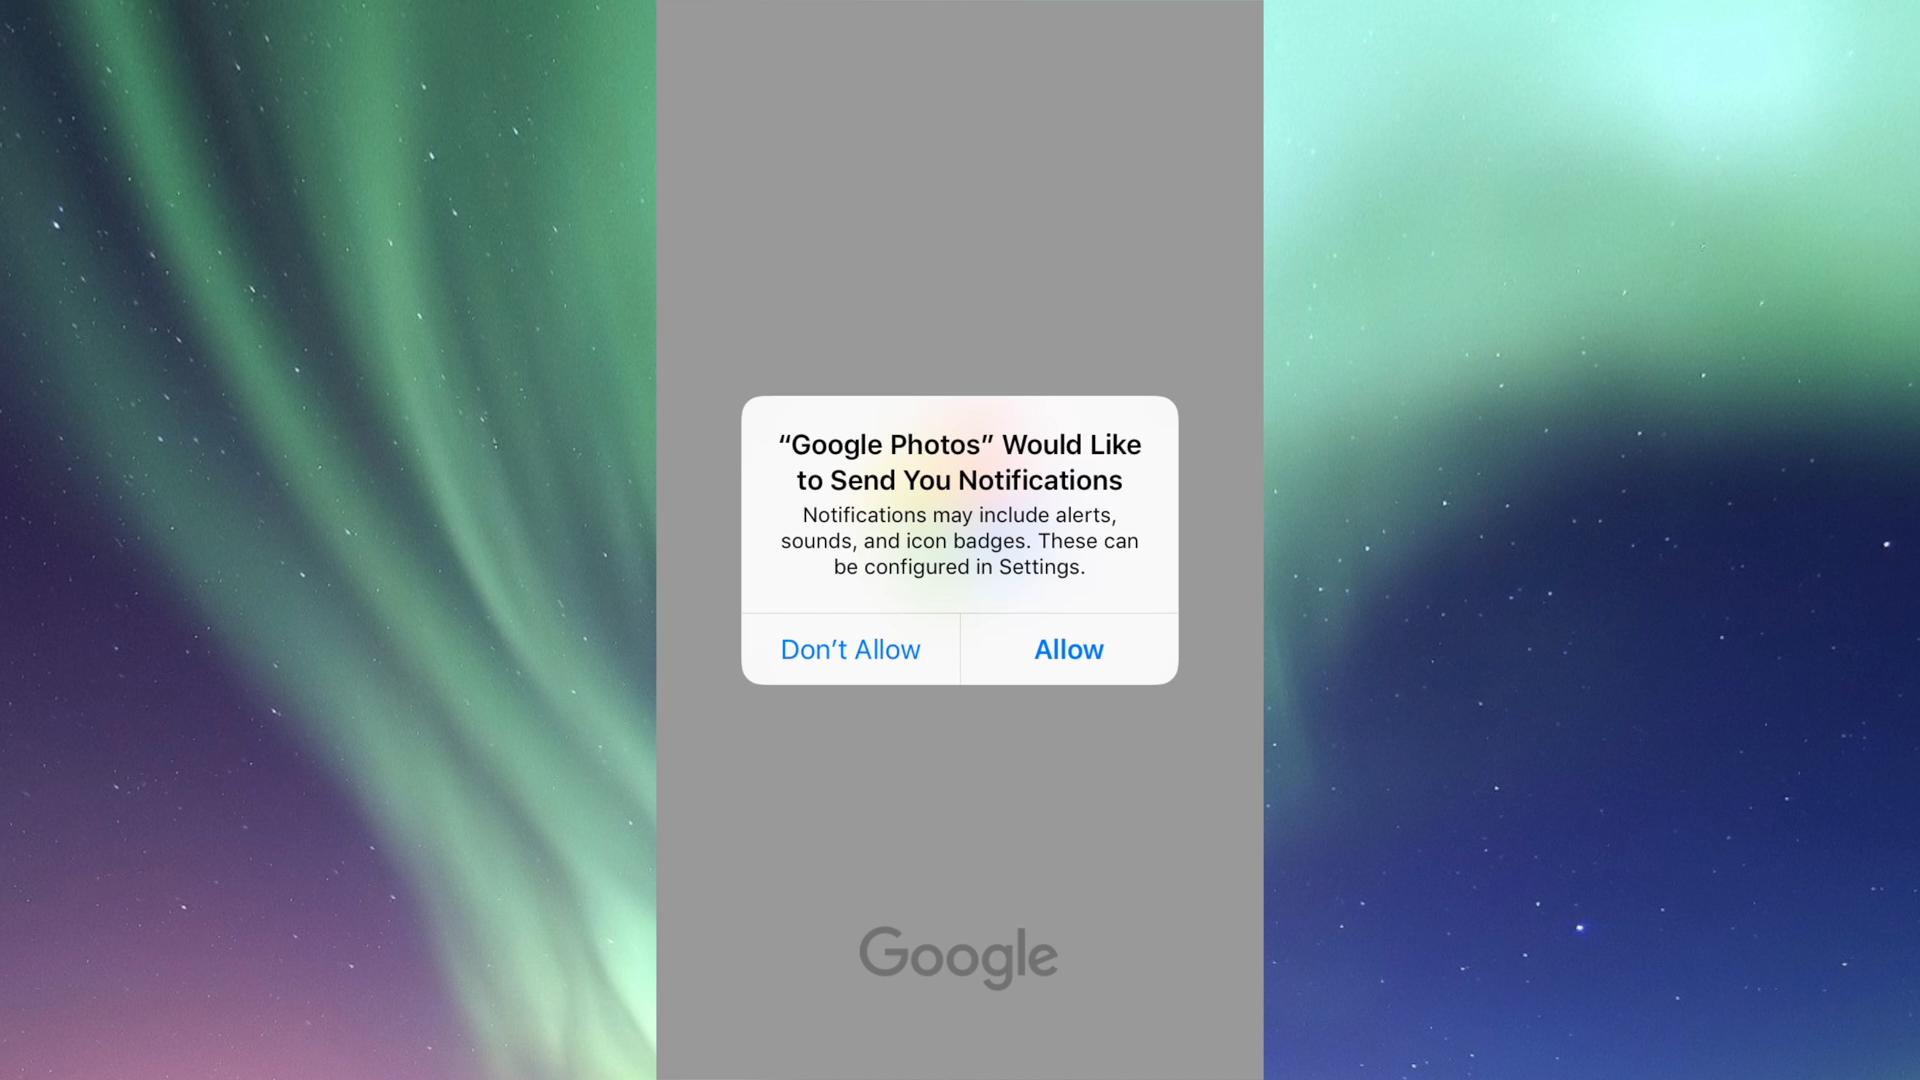 “Google Photos” Would Like
to Send You Notifications
Notifications may include alerts,
sounds, and icon badges. These can
be configured in Settings.
Don’t Allow
Allow
Google